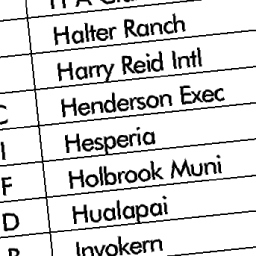 Halter Ranch
Harry Reid Intl
C Henderson Exec
I Hesperia
F Holbrook Muni
D Hualapai
Inyokern